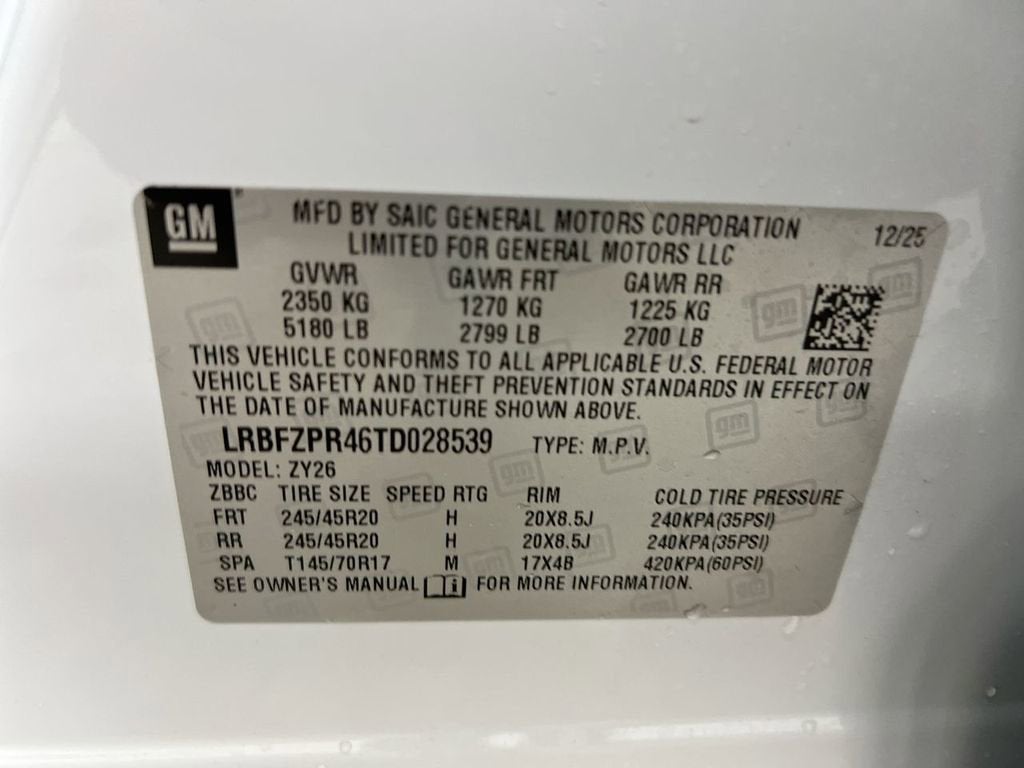 GM
MFD BY SAIC GENERAL MOTORS CORPORATION
LIMITED FOR GENERAL MOTORS LLC
12/25
GVWR GAWR FRT GAWR RR
2350 KG 1270 KG 1225 KG
5180 LB 2799 LB 2700 LB
THIS VEHICLE CONFORMS TO ALL APPLICABLE U.S. FEDERAL MOTOR
VEHICLE SAFETY AND THEFT PREVENTION STANDARDS IN EFFECT ON
THE DATE OF MANUFACTURE SHOWN ABOVE.
LRBFZPR46TD028539 TYPE: M.P.V.
MODEL: ZY26
ZBBC TIRE SIZE SPEED RTG RIM COLD TIRE PRESSURE
FRT 245/45R20 H 20X8.5J 240KPA(35PSI)
RR 245/45R20 H 20X8.5J 240KPA(35PSI)
SPA T145/70R17 M 17X4B 420KPA(60PSI)
SEE OWNER'S MANUAL i FOR MORE INFORMATION.